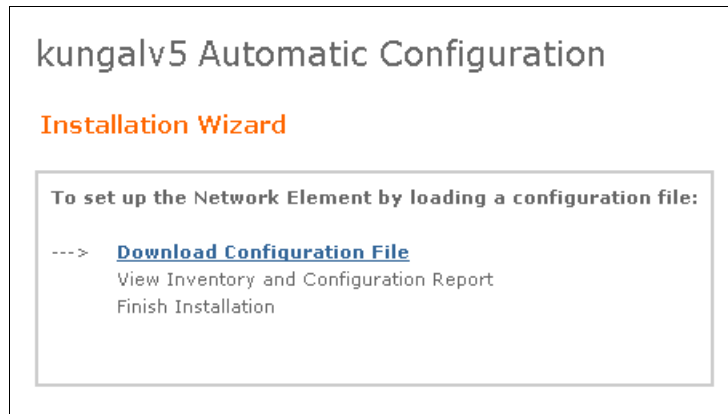 kungalv5 Automatic Configuration
Installation Wizard
To set up the Network Element by loading a configuration file:
---> Download Configuration File
View Inventory and Configuration Report
Finish Installation